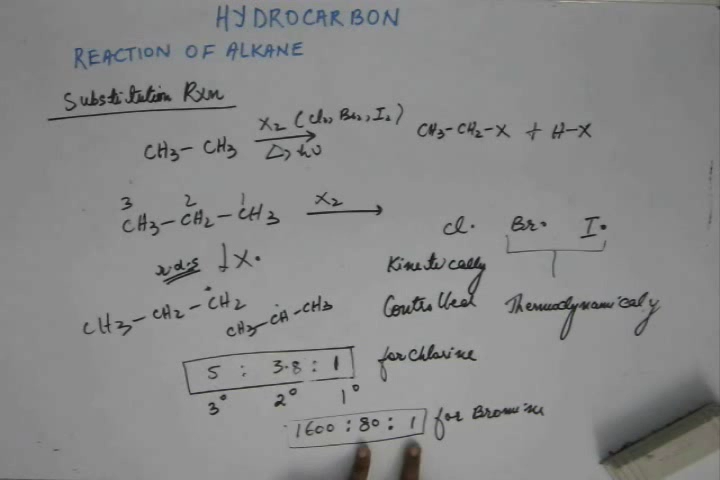 HYDROCARBON
REACTION OF ALKANE
Substitution Rxn
CH3-CH3 X2 (Cl2, Br2, I2) Δ, hυ CH3-CH2-X + H-X
3 2 1
CH3-CH2-CH3 X2
Cl· Br· I·
r.d.s ↓X·
Kinetically
CH3-CH2-CH2 CH3-CH-CH3
Controlled Thermodynamicaly
5 : 3.8 : 1 for Chlorine
3° 2° 1°
1600 : 80 : 1 for Bromine